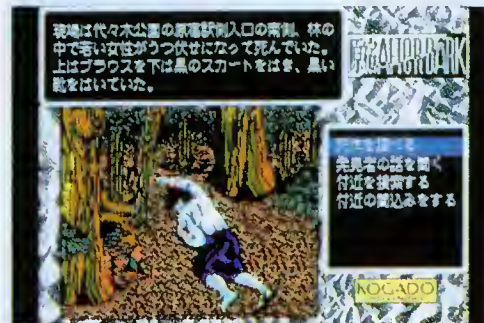 現場は代々木公園の原宿駅側入口の南側、林の
中で若い女性がうつ伏せになって死んでいた。
上はブラウスを下は黒のスカートをはき、黒い
靴をはいていた。
発見者の話を聞く
付近を捜索する
付近の聞込みをする
KOGADO